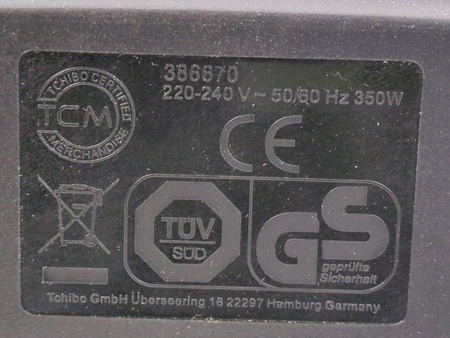 386670
220-240 V ~ 50/60 Hz 350W
TCHIBO CERTIFIED
TCM
MERCHANDISE
CE
TÜV
SÜD
GS
geprüfte
Sicherheit
Tchibo GmbH Überseering 18 22297 Hamburg Germany